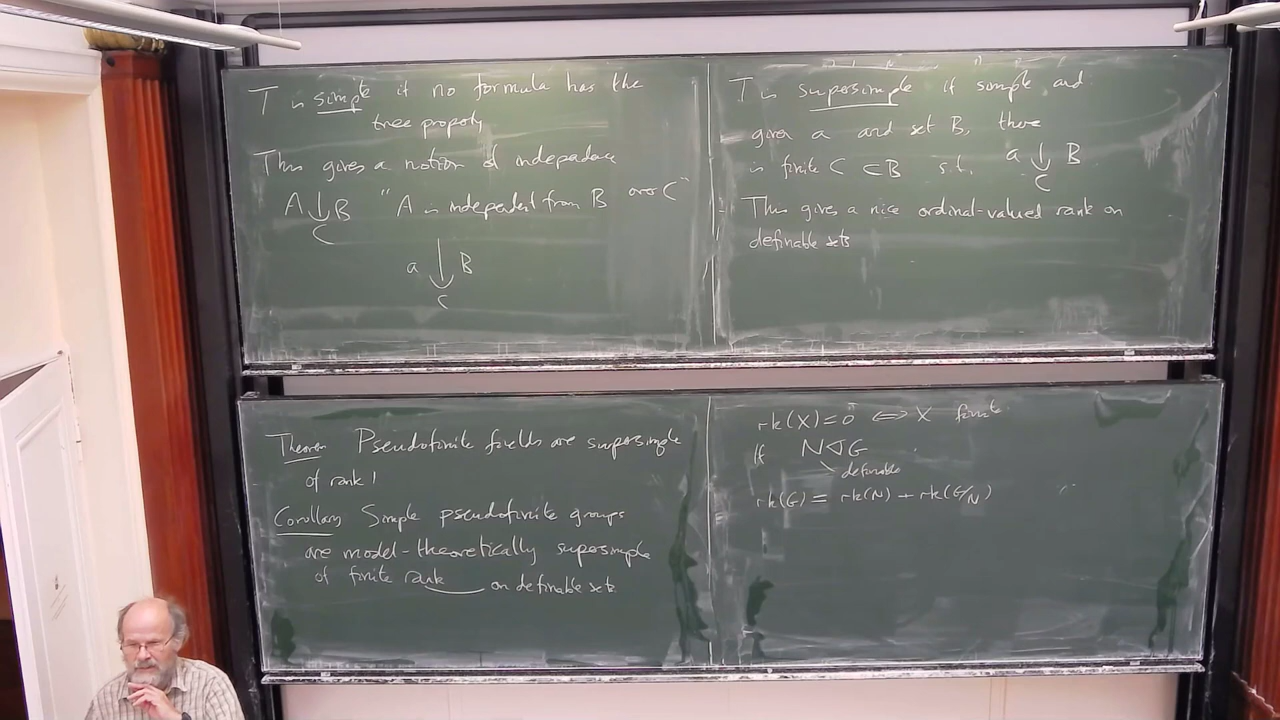 T is simple if no formula has the
tree property
This gives a notion of independence
A ⫝ B "A is independent from B over C"
C
a ⫝ B
C
T is supersimple if simple and
given a and set B, there
is finite C ⊂ B s.t. a ⫝ B
C
This gives a nice ordinal-valued rank on
definable sets
Theorem Pseudofinite fields are supersimple
of rank 1
Corollary Simple pseudofinite groups
are model-theoretically supersimple
of finite rank on definable sets
rk(X)=0 ⇔ X finite
If N ◁ G
definable
rk(G) = rk(N) + rk(G/N)